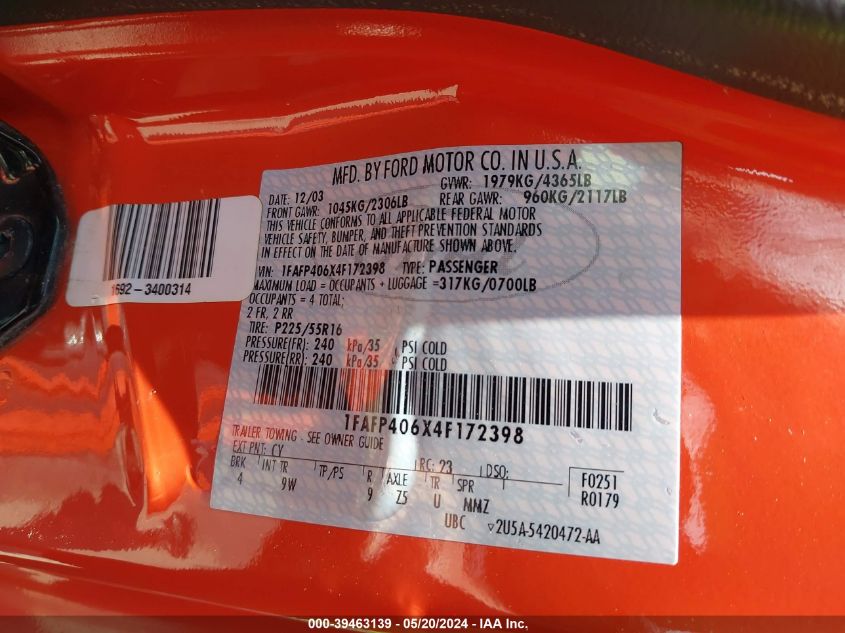 MFD. BY FORD MOTOR CO. IN U.S.A.
DATE: 12/03 GVWR: 1979KG/4365LB
FRONT GAWR: 1045KG/2306LB REAR GAWR: 960KG/2117LB
THIS VEHICLE CONFORMS TO ALL APPLICABLE FEDERAL MOTOR
VEHICLE SAFETY, BUMPER, AND THEFT PREVENTION STANDARDS
IN EFFECT ON THE DATE OF MANUFACTURE SHOWN ABOVE.
VIN: 1FAFP406X4F172398 TYPE: PASSENGER
MAXIMUM LOAD = OCCUPANTS + LUGGAGE =317KG/0700LB
OCCUPANTS = 4 TOTAL;
2 FR, 2 RR
TIRE: P225/55R16
PRESSURE(FR): 240 kPa/35 PSI COLD
PRESSURE(RR): 240 kPa/35 PSI COLD
1FAFP406X4F172398
TRAILER TOWING - SEE OWNER GUIDE
EXT PNT: CY RC: 23 DSO: F0251
BRK INT TR TP/PS R AXLE TR SPR R0179
4 9W 9 Z5 U MMZ
UBC 2U5A-5420472-AA
1692-3400314
000-39463139 - 05/20/2024 - IAA Inc.